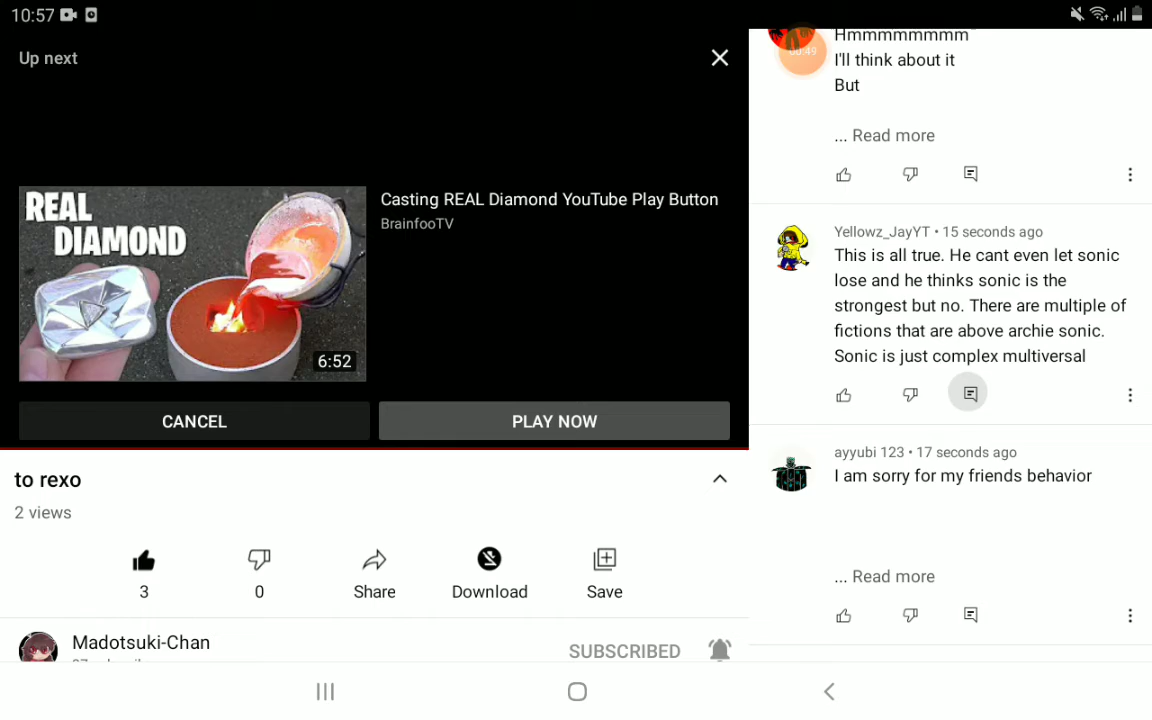 10:57
Up next
REAL
DIAMOND
6:52
Casting REAL Diamond YouTube Play Button
BrainfooTV
CANCEL
PLAY NOW
to rexo
2 views
3
0
Share
Download
Save
Madotsuki-Chan
SUBSCRIBED
Hmmmmmmmm
00:49
I'll think about it
But
... Read more
Yellowz_JayYT • 15 seconds ago
This is all true. He cant even let sonic
lose and he thinks sonic is the
strongest but no. There are multiple of
fictions that are above archie sonic.
Sonic is just complex multiversal
ayyubi 123 • 17 seconds ago
I am sorry for my friends behavior
... Read more